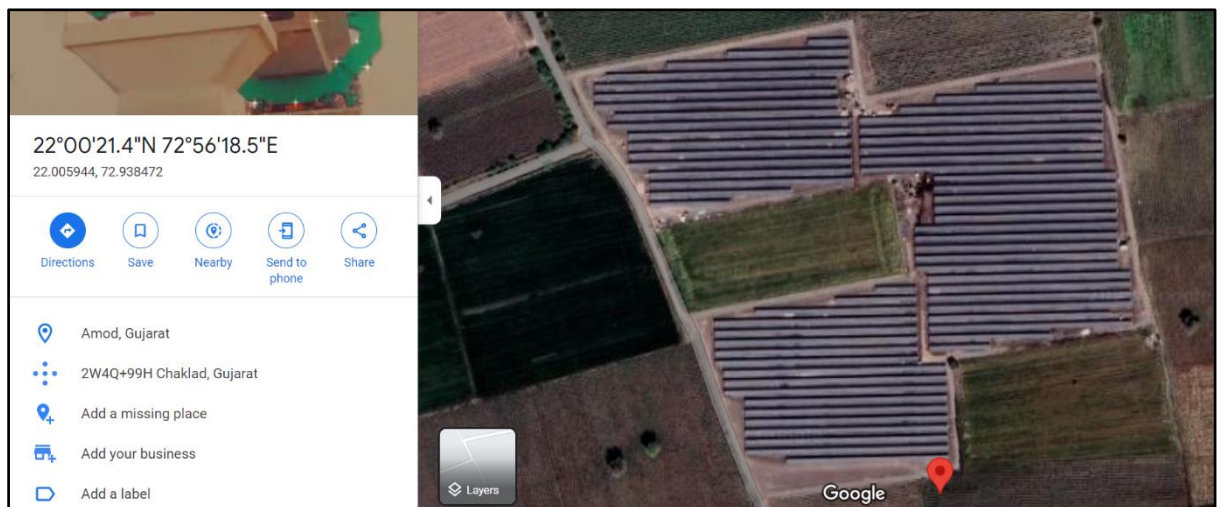 22°00'21.4"N 72°56'18.5"E
22.005944, 72.938472
Directions
Save
Nearby
Send to
phone
Share
Amod, Gujarat
2W4Q+99H Chaklad, Gujarat
Add a missing place
Add your business
Add a label
Layers
Google